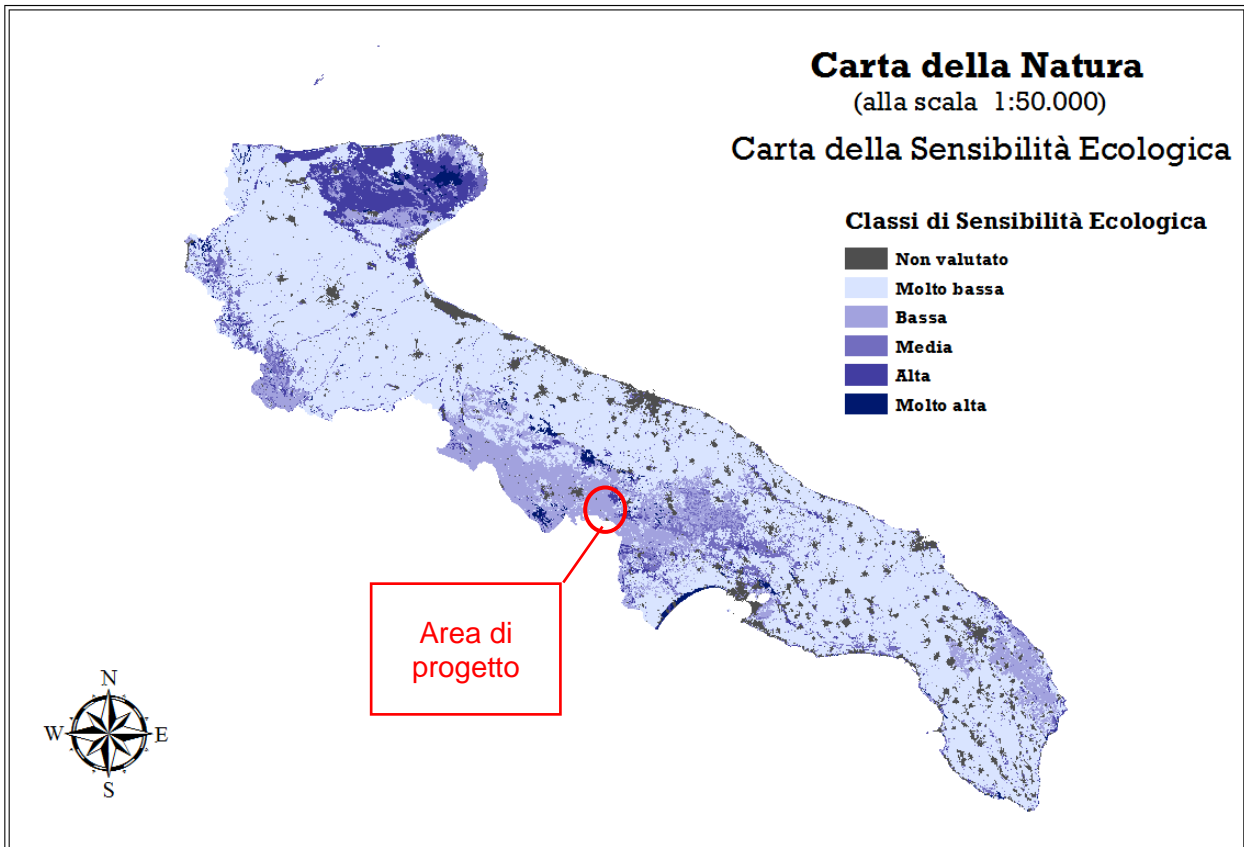 Carta della Natura
(alla scala 1:50.000)
Carta della Sensibilità Ecologica
Classi di Sensibilità Ecologica
Non valutato
Molto bassa
Bassa
Media
Alta
Molto alta
Area di
progetto
N
W
E
S